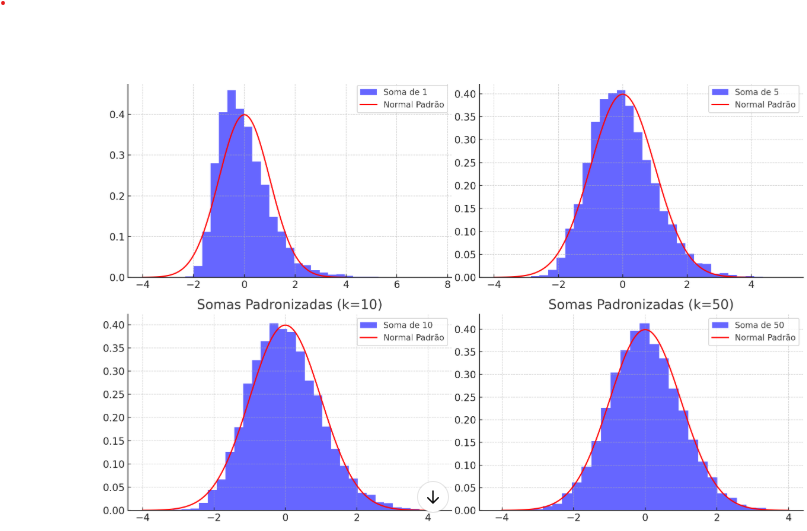 Soma de 1
Normal Padrão
0.4
0.3
0.2
0.1
0.0
−4 −2 0 2 4 6 8
Soma de 5
Normal Padrão
0.40
0.35
0.30
0.25
0.20
0.15
0.10
0.05
0.00
−4 −2 0 2 4
Somas Padronizadas (k=10)
Soma de 10
Normal Padrão
0.40
0.35
0.30
0.25
0.20
0.15
0.10
0.05
0.00
−4 −2 0 2 4
Somas Padronizadas (k=50)
Soma de 50
Normal Padrão
0.40
0.35
0.30
0.25
0.20
0.15
0.10
0.05
0.00
−4 −2 0 2 4